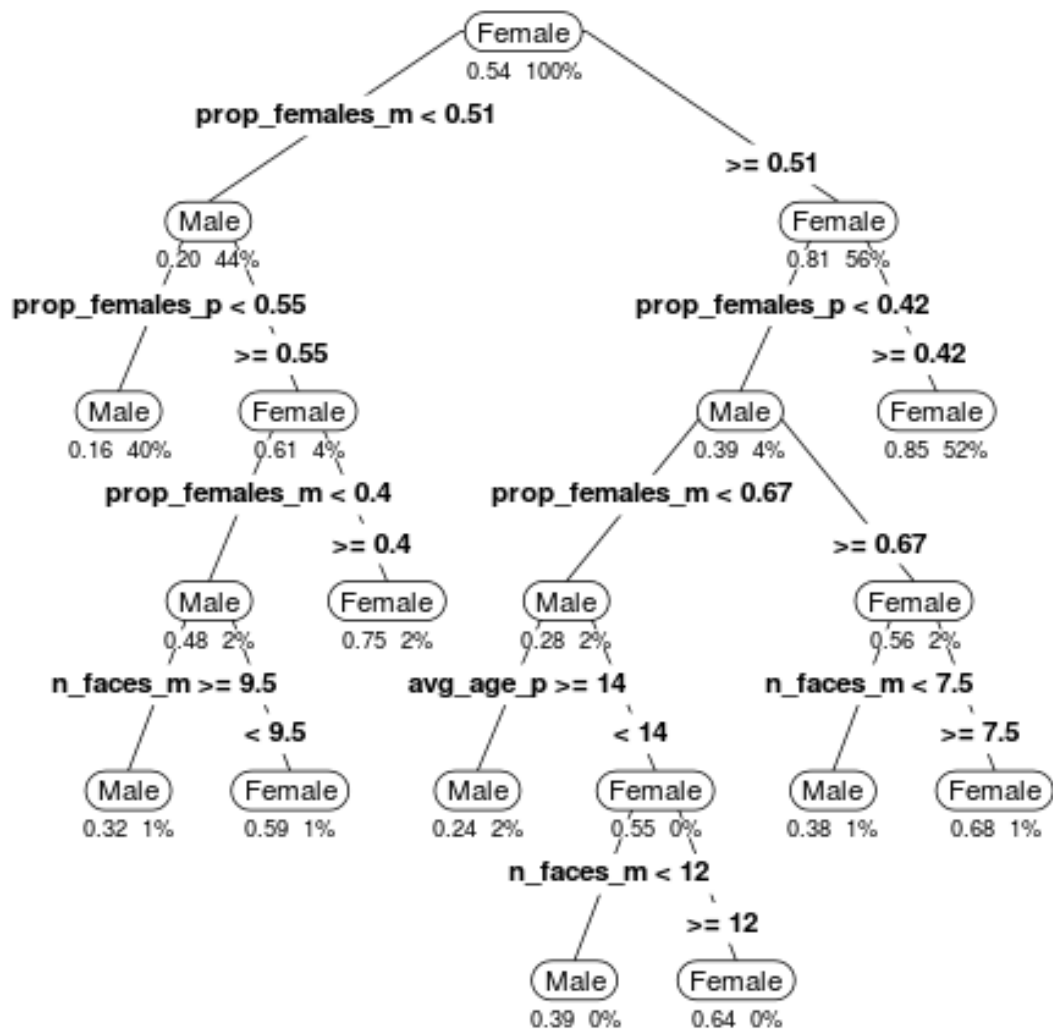 Female
0.54 100%
prop_females_m < 0.51
>= 0.51
Male
Female
0.20 44%
0.81 56%
prop_females_p < 0.55
prop_females_p < 0.42
>= 0.55
>= 0.42
Male
Female
Male
Female
0.16 40%
0.61 4%
0.39 4%
0.85 52%
prop_females_m < 0.4
prop_females_m < 0.67
>= 0.4
>= 0.67
Male
Female
Male
Female
0.48 2%
0.75 2%
0.28 2%
0.56 2%
n_faces_m >= 9.5
avg_age_p >= 14
n_faces_m < 7.5
< 9.5
< 14
>= 7.5
Male
Female
Male
Female
Male
Female
0.32 1%
0.59 1%
0.24 2%
0.55 0%
0.38 1%
0.68 1%
n_faces_m < 12
>= 12
Male
Female
0.39 0%
0.64 0%